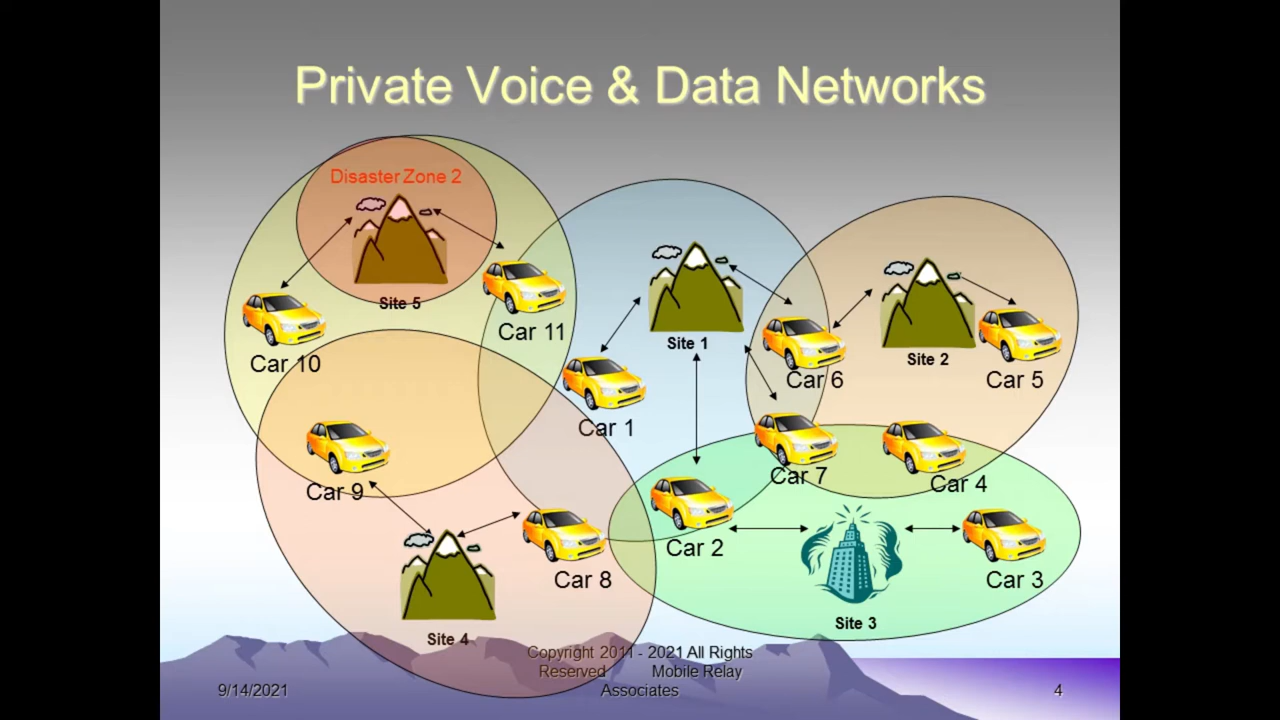 Private Voice & Data Networks
Disaster Zone 2
Site 5
Car 10
Car 11
Site 1
Car 1
Car 6
Site 2
Car 5
Car 9
Car 7
Car 4
Car 2
Car 8
Car 3
Site 3
Site 4
Copyright 2011 - 2021 All Rights
Reserved Mobile Relay
Associates
9/14/2021
4